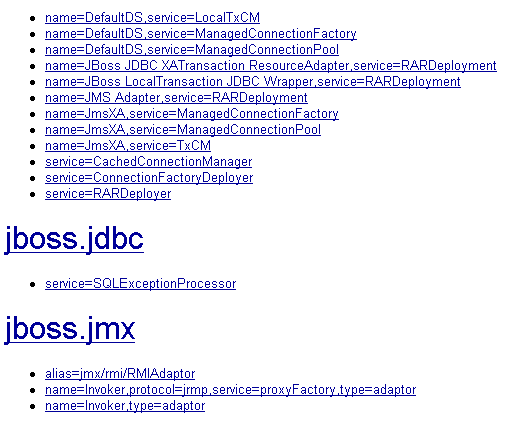 name=DefaultDS,service=LocalTxCM
name=DefaultDS,service=ManagedConnectionFactory
name=DefaultDS,service=ManagedConnectionPool
name=JBoss JDBC XATransaction ResourceAdapter,service=RARDeployment
name=JBoss LocalTransaction JDBC Wrapper,service=RARDeployment
name=JMS Adapter,service=RARDeployment
name=JmsXA,service=ManagedConnectionFactory
name=JmsXA,service=ManagedConnectionPool
name=JmsXA,service=TxCM
service=CachedConnectionManager
service=ConnectionFactoryDeployer
service=RARDeployer
jboss.jdbc
service=SQLExceptionProcessor
jboss.jmx
alias=jmx/rmi/RMIAdaptor
name=Invoker,protocol=jrmp,service=proxyFactory,type=adaptor
name=Invoker,type=adaptor